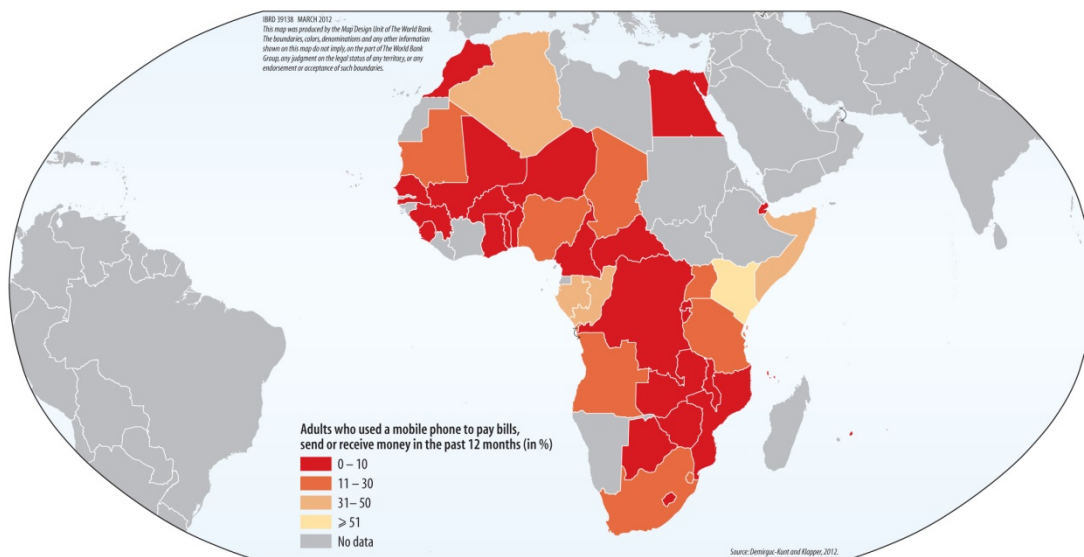 IBRD 39138 MARCH 2012
This map was produced by the Map Design Unit of The World Bank.
The boundaries, colors, denominations and any other information
shown on this map do not imply, on the part of The World Bank
Group, any judgment on the legal status of any territory, or any
endorsement or acceptance of such boundaries.
Adults who used a mobile phone to pay bills,
send or receive money in the past 12 months (in %)
0 – 10
11 – 30
31– 50
⩾ 51
No data
Source: Demirguc-Kunt and Klapper, 2012.